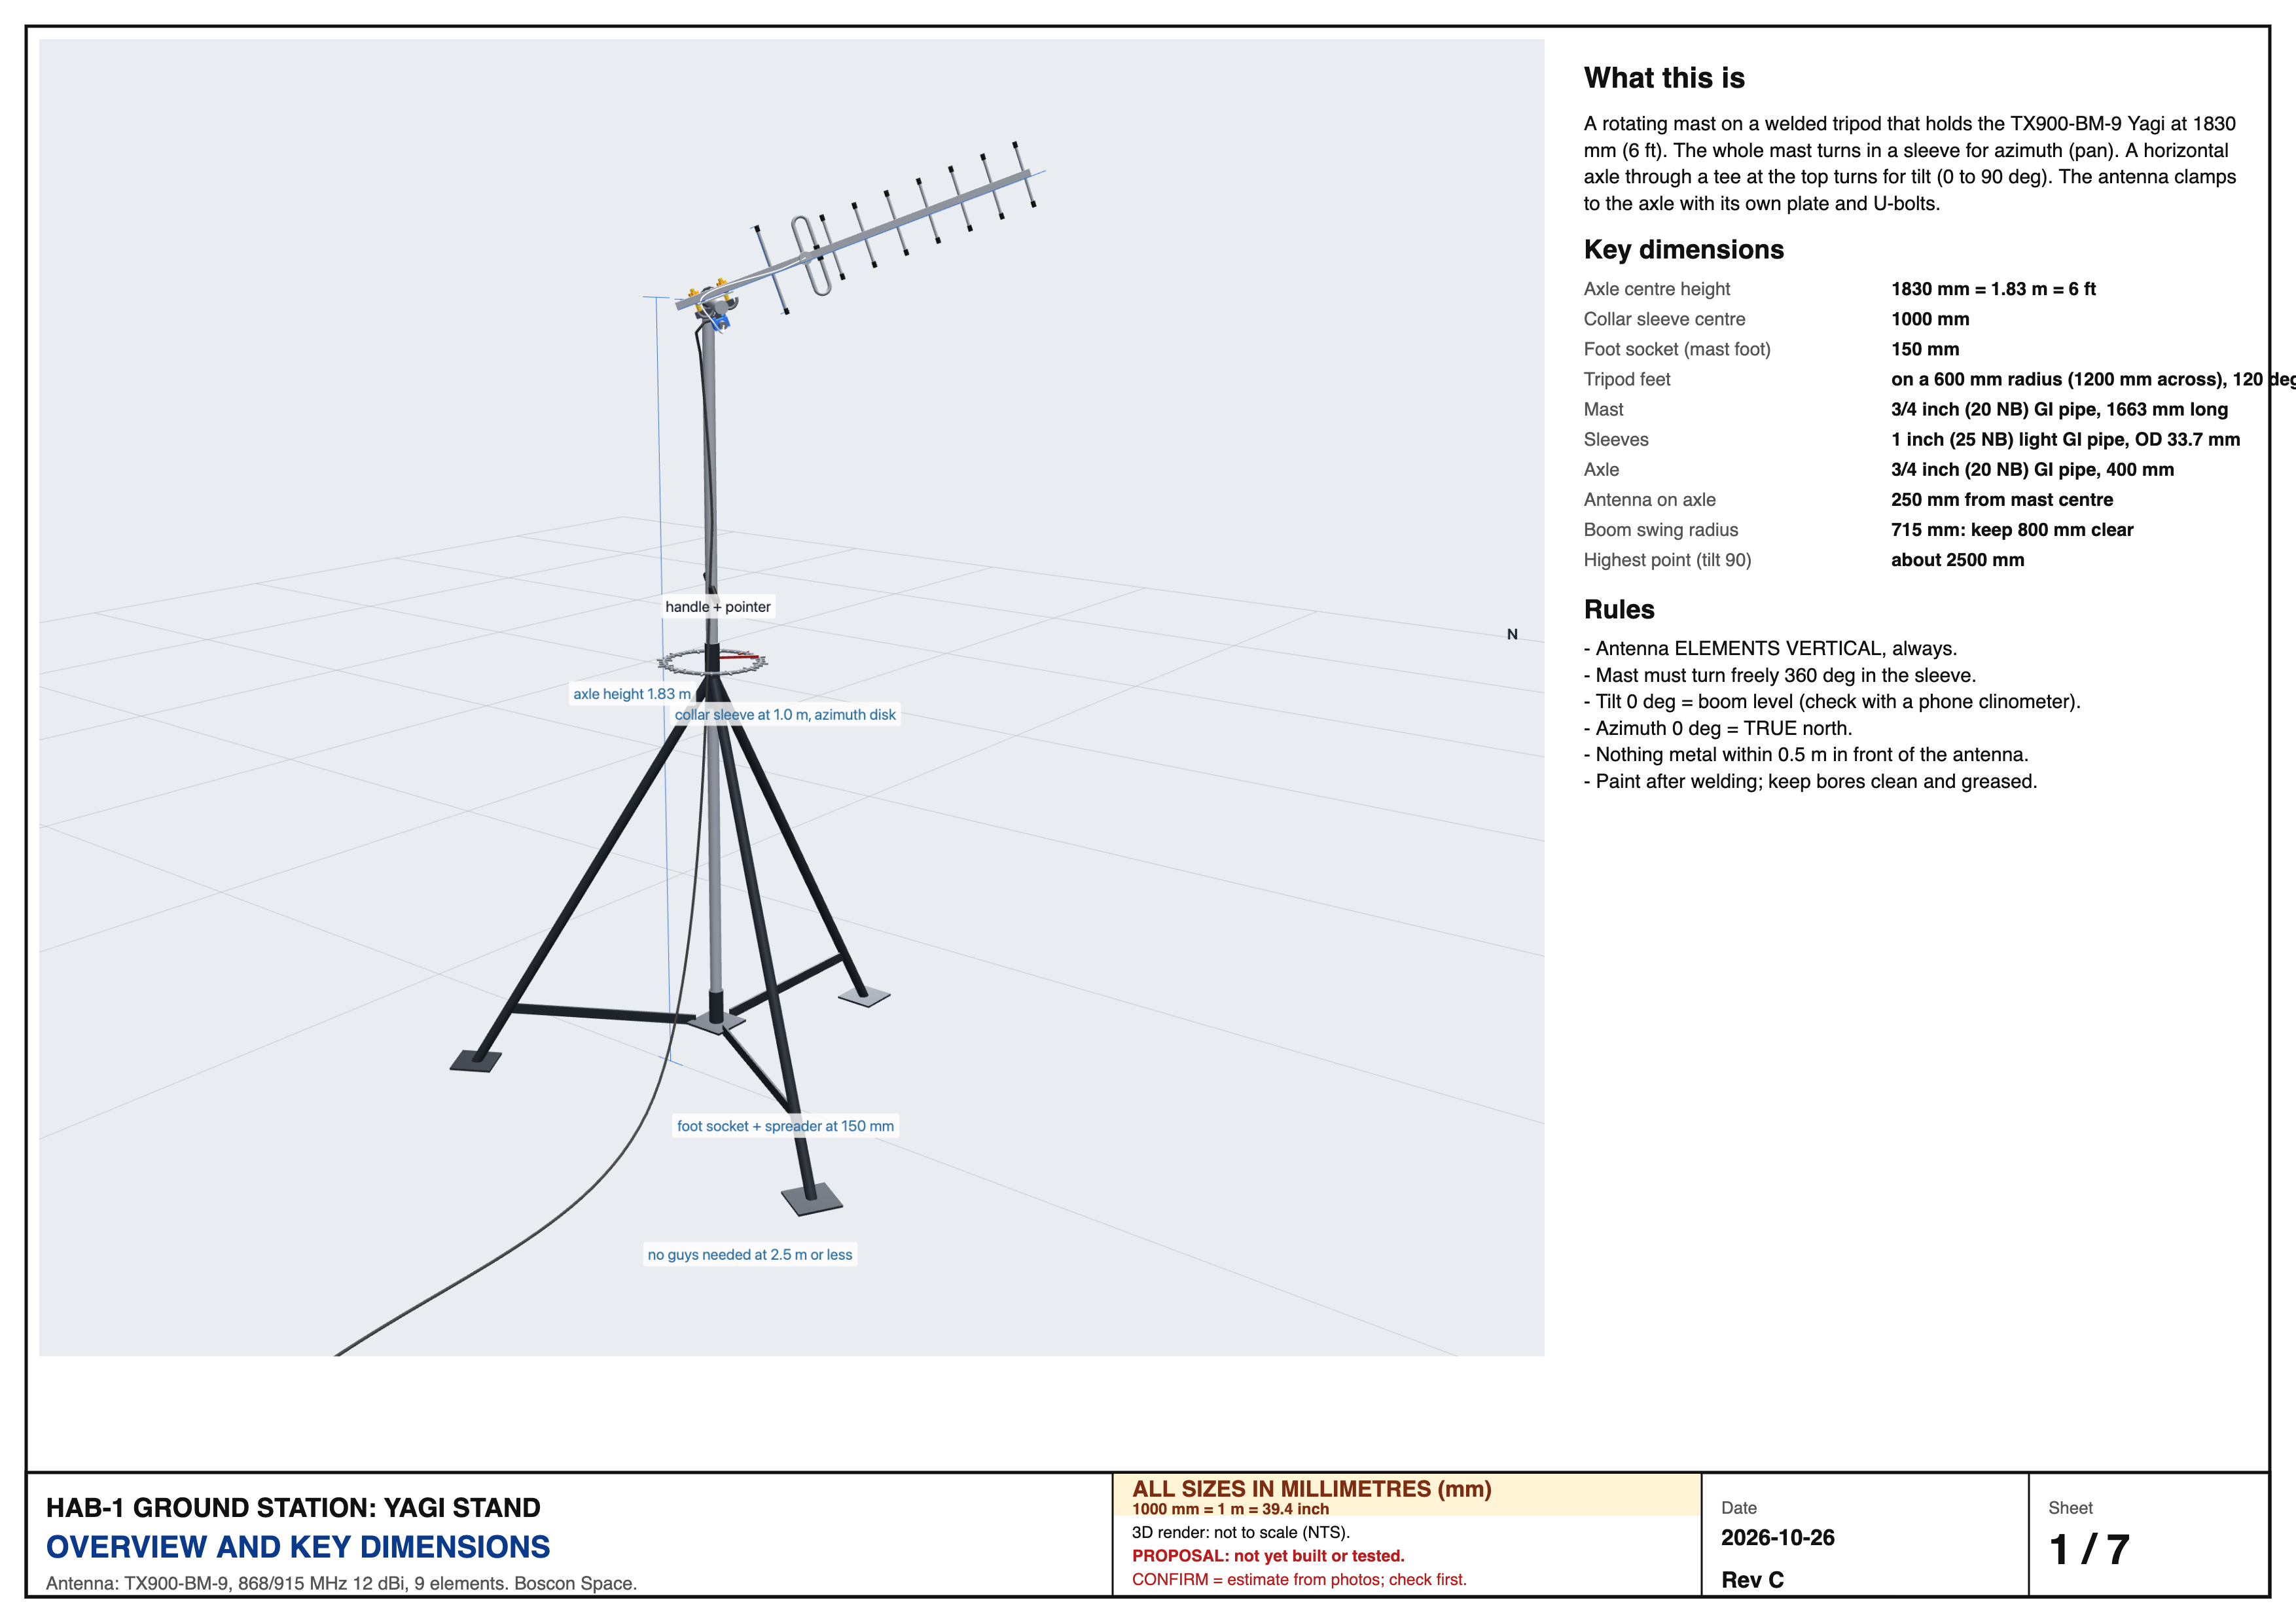 What this is
A rotating mast on a welded tripod that holds the TX900-BM-9 Yagi at 1830
mm (6 ft). The whole mast turns in a sleeve for azimuth (pan). A horizontal
axle through a tee at the top turns for tilt (0 to 90 deg). The antenna clamps
to the axle with its own plate and U-bolts.
Key dimensions
Axle centre height 1830 mm = 1.83 m = 6 ft
Collar sleeve centre 1000 mm
Foot socket (mast foot) 150 mm
Tripod feet on a 600 mm radius (1200 mm across), 120 deg
Mast 3/4 inch (20 NB) GI pipe, 1663 mm long
Sleeves 1 inch (25 NB) light GI pipe, OD 33.7 mm
Axle 3/4 inch (20 NB) GI pipe, 400 mm
Antenna on axle 250 mm from mast centre
Boom swing radius 715 mm: keep 800 mm clear
Highest point (tilt 90) about 2500 mm
Rules
- Antenna ELEMENTS VERTICAL, always.
- Mast must turn freely 360 deg in the sleeve.
- Tilt 0 deg = boom level (check with a phone clinometer).
- Azimuth 0 deg = TRUE north.
- Nothing metal within 0.5 m in front of the antenna.
- Paint after welding; keep bores clean and greased.
handle + pointer
N
axle height 1.83 m
collar sleeve at 1.0 m, azimuth disk
foot socket + spreader at 150 mm
no guys needed at 2.5 m or less
HAB-1 GROUND STATION: YAGI STAND
OVERVIEW AND KEY DIMENSIONS
Antenna: TX900-BM-9, 868/915 MHz 12 dBi, 9 elements. Boscon Space.
ALL SIZES IN MILLIMETRES (mm)
1000 mm = 1 m = 39.4 inch
3D render: not to scale (NTS).
PROPOSAL: not yet built or tested.
CONFIRM = estimate from photos; check first.
Date
2026-10-26
Rev C
Sheet
1 / 7